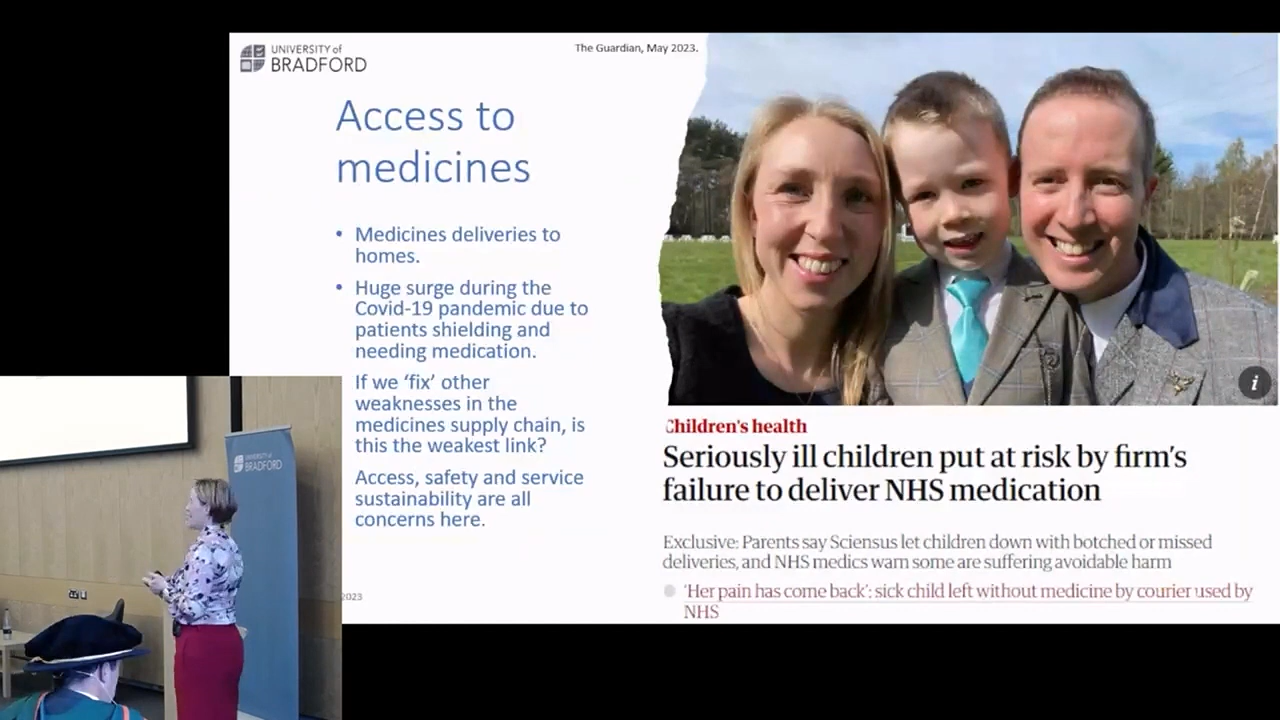 UNIVERSITY of
BRADFORD
The Guardian, May 2023.
Access to
medicines
• Medicines deliveries to
homes.
• Huge surge during the
Covid-19 pandemic due to
patients shielding and
needing medication.
If we ‘fix’ other
weaknesses in the
medicines supply chain, is
this the weakest link?
Access, safety and service
sustainability are all
concerns here.
2023
i
Children's health
Seriously ill children put at risk by firm’s
failure to deliver NHS medication
Exclusive: Parents say Sciensus let children down with botched or missed
deliveries, and NHS medics warn some are suffering avoidable harm
‘Her pain has come back’: sick child left without medicine by courier used by
NHS
UNIVERSITY of
BRADFORD